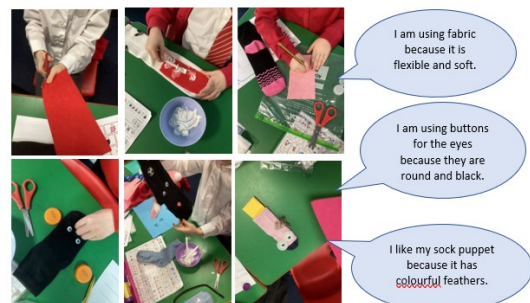 I am using fabric
because it is
flexible and soft.
I am using buttons
for the eyes
because they are
round and black.
I like my sock puppet
because it has
colourful feathers.